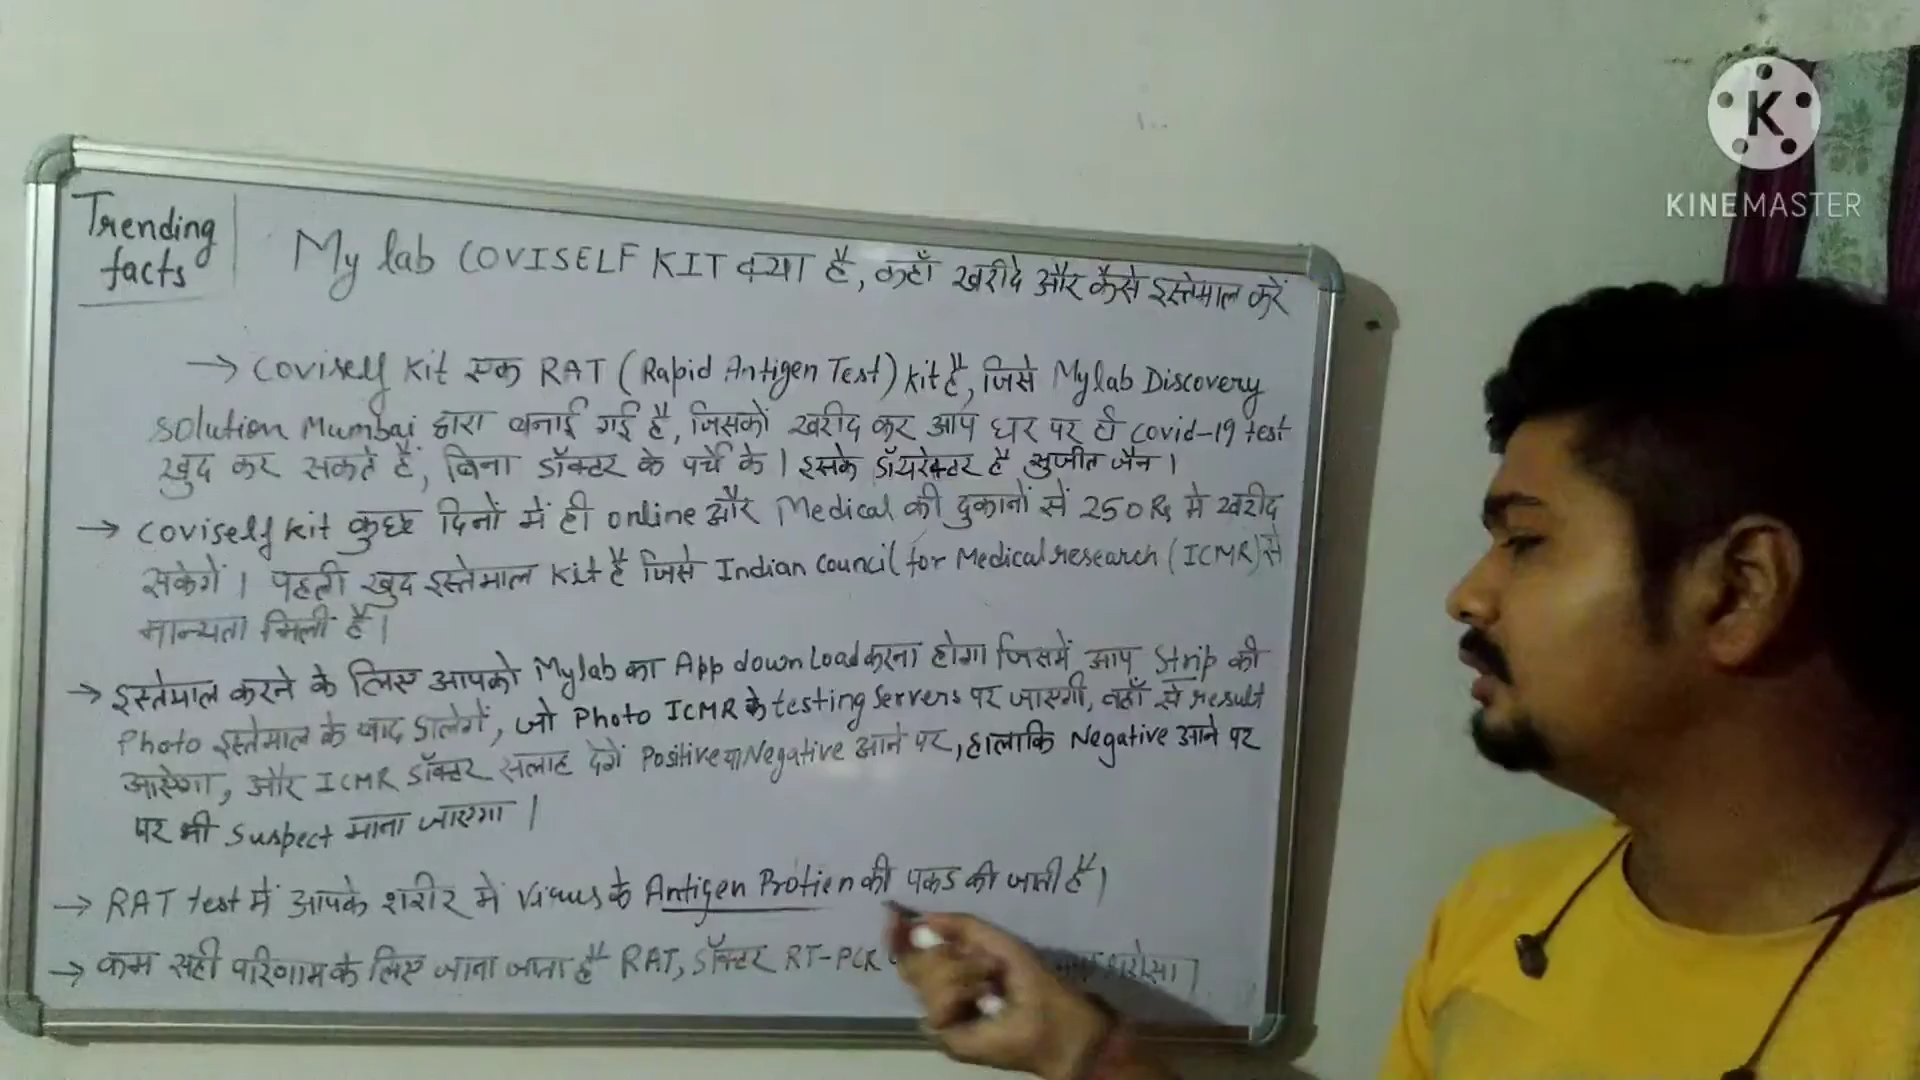 Trending
facts
My lab COVISELF KIT क्या है, कहाँ खरीदे और कैसे इस्तेमाल करें
→ Coviself Kit एक RAT (Rapid Antigen Test) Kit है, जिसे Mylab Discovery
solution Mumbai द्वारा बनाई गई है, जिसको खरीद कर आप घर पर ही covid-19 test
खुद कर सकते हैं, बिना डॉक्टर के पर्चे के। इसके डॉयरेक्टर है सुजीत जैन।
→ Coviself Kit कुछ दिनों में ही online और Medical की दुकानों से 250 Rs मे खरीद
सकेगें। पहली खुद इस्तेमाल Kit है जिसे Indian Council for Medical research (ICMR) से
मान्यता मिली है।
→ इस्तेमाल करने के लिए आपको Mylab का App download करना होगा जिसमें आप Strip की
Photo इस्तेमाल के बाद डालेगें, जो Photo ICMR के testing Servers पर जाएगी, वहाँ से result
आऐगा, और ICMR डॉक्टर सलाह देगें Positive या Negative आने पर, हालाकि Negative आने पर
पर भी Suspect माना जाएगा।
→ RAT test में आपके शरीर में Virus के Antigen Protien की पकड की जाती है।
→ कम सही परिणाम के लिए जाना जाता है RAT, डॉक्टर RT-PCR भरोसा।
KINEMASTER